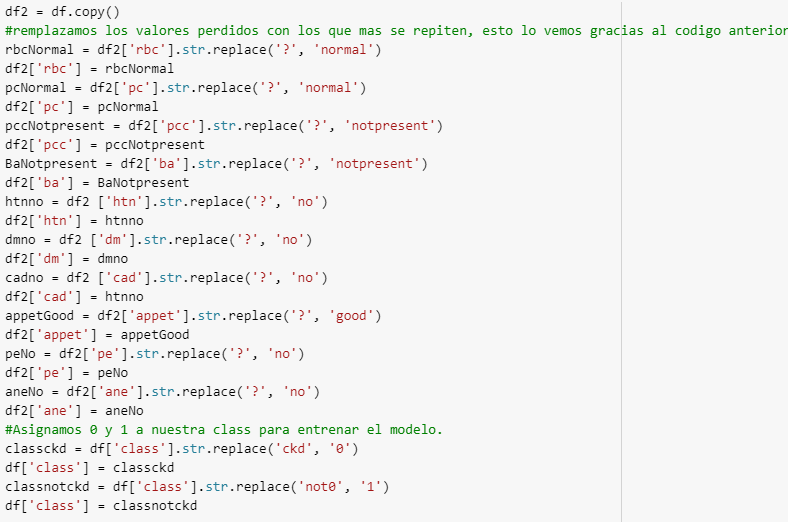 df2 = df.copy()
#remplazamos los valores perdidos con los que mas se repiten, esto lo vemos gracias al codigo anterior
rbcNormal = df2['rbc'].str.replace('?', 'normal')
df2['rbc'] = rbcNormal
pcNormal = df2['pc'].str.replace('?', 'normal')
df2['pc'] = pcNormal
pccNotpresent = df2['pcc'].str.replace('?', 'notpresent')
df2['pcc'] = pccNotpresent
BaNotpresent = df2['ba'].str.replace('?', 'notpresent')
df2['ba'] = BaNotpresent
htnno = df2 ['htn'].str.replace('?', 'no')
df2['htn'] = htnno
dmno = df2 ['dm'].str.replace('?', 'no')
df2['dm'] = dmno
cadno = df2 ['cad'].str.replace('?', 'no')
df2['cad'] = htnno
appetGood = df2['appet'].str.replace('?', 'good')
df2['appet'] = appetGood
peNo = df2['pe'].str.replace('?', 'no')
df2['pe'] = peNo
aneNo = df2['ane'].str.replace('?', 'no')
df2['ane'] = aneNo
#Asignamos 0 y 1 a nuestra class para entrenar el modelo.
classckd = df['class'].str.replace('ckd', '0')
df['class'] = classckd
classnotckd = df['class'].str.replace('not0', '1')
df['class'] = classnotckd